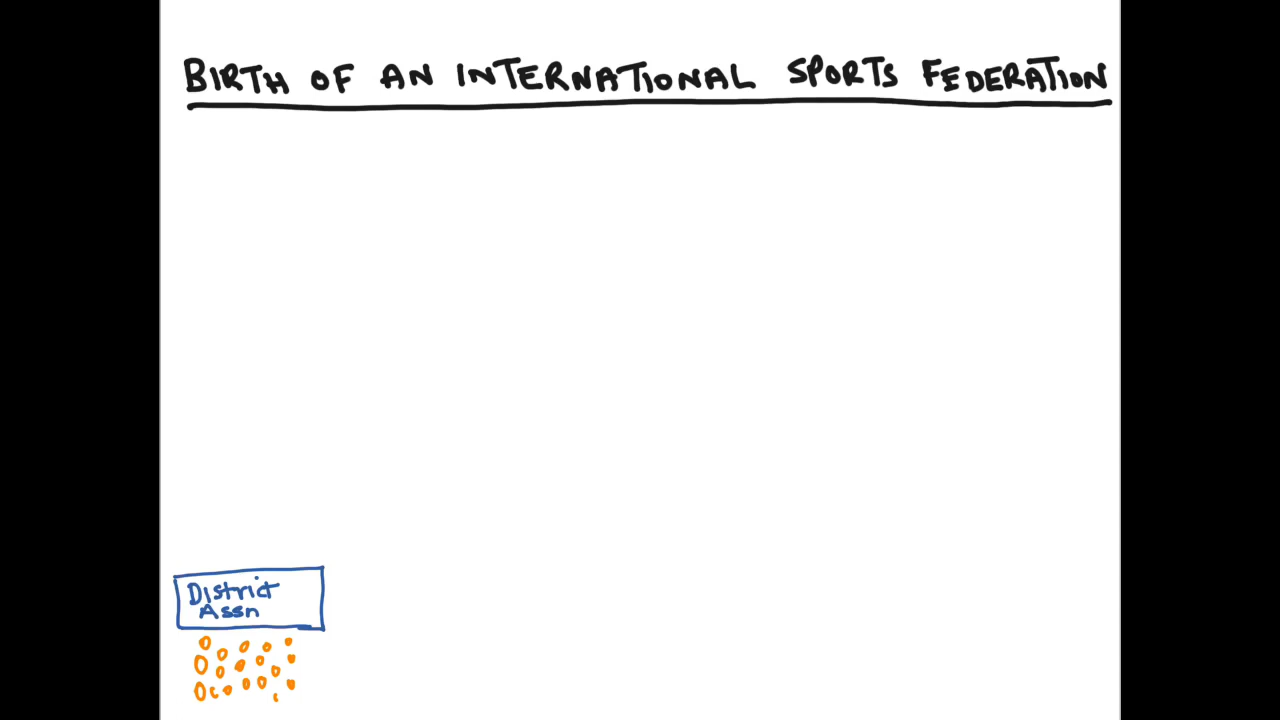 BIRTH OF AN INTERNATIONAL SPORTS FEDERATION
District
Assn